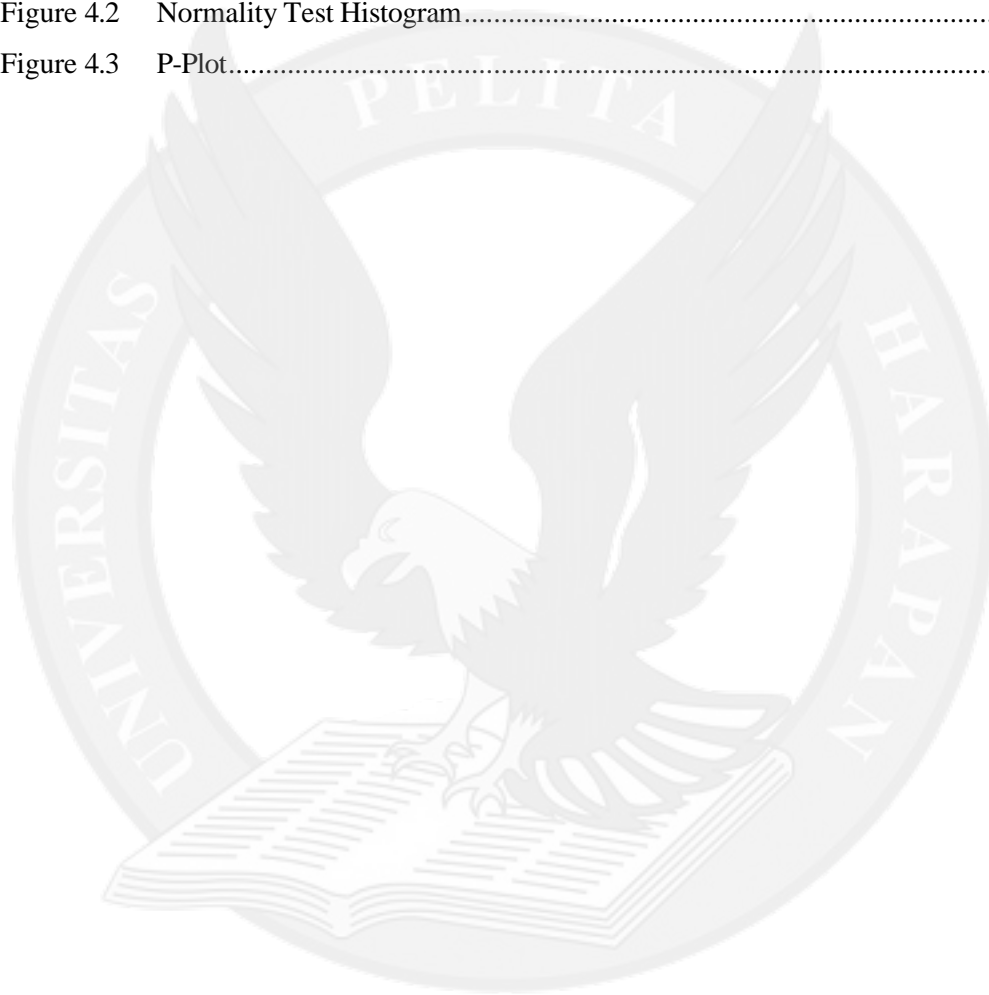 Figure 4.2 Normality Test Histogram........................................................................................................
Figure 4.3 P-Plot.............................................................................................................................................
UNIVERSITAS PELITA HARAPAN